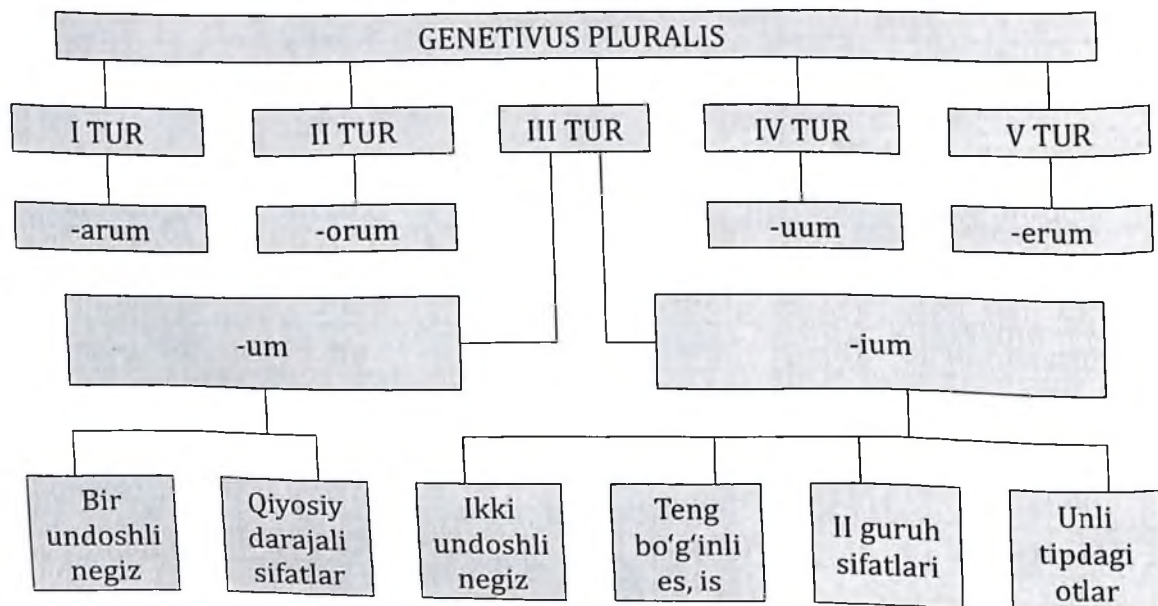 GENETIVUS PLURALIS
I TUR
II TUR
III TUR
IV TUR
V TUR
-arum
-orum
-uum
-erum
-um
-ium
Bir
undoshli
negiz
Qiyosiy
darajali
sifatlar
Ikki
undoshli
negiz
Teng
bo‘g‘inli
es, is
II guruh
sifatlari
Unli
tipdagi
otlar